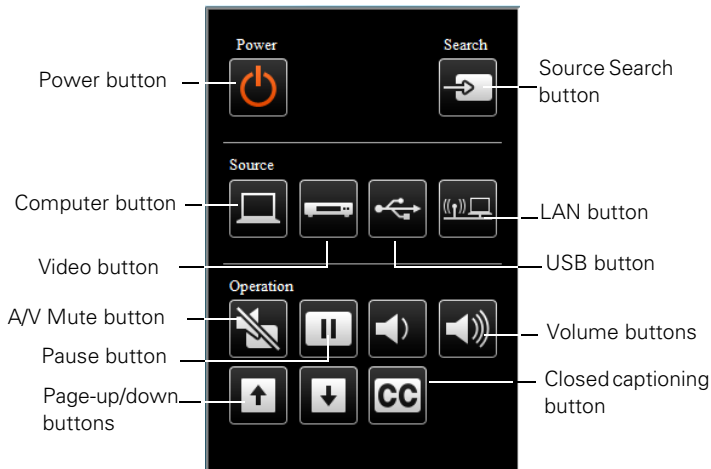 Power
Search
Power button
Source Search
button
Source
Computer button
LAN button
Video button
USB button
Operation
A/V Mute button
Volume buttons
Pause button
Page-up/down
buttons
CC
Closed captioning
button